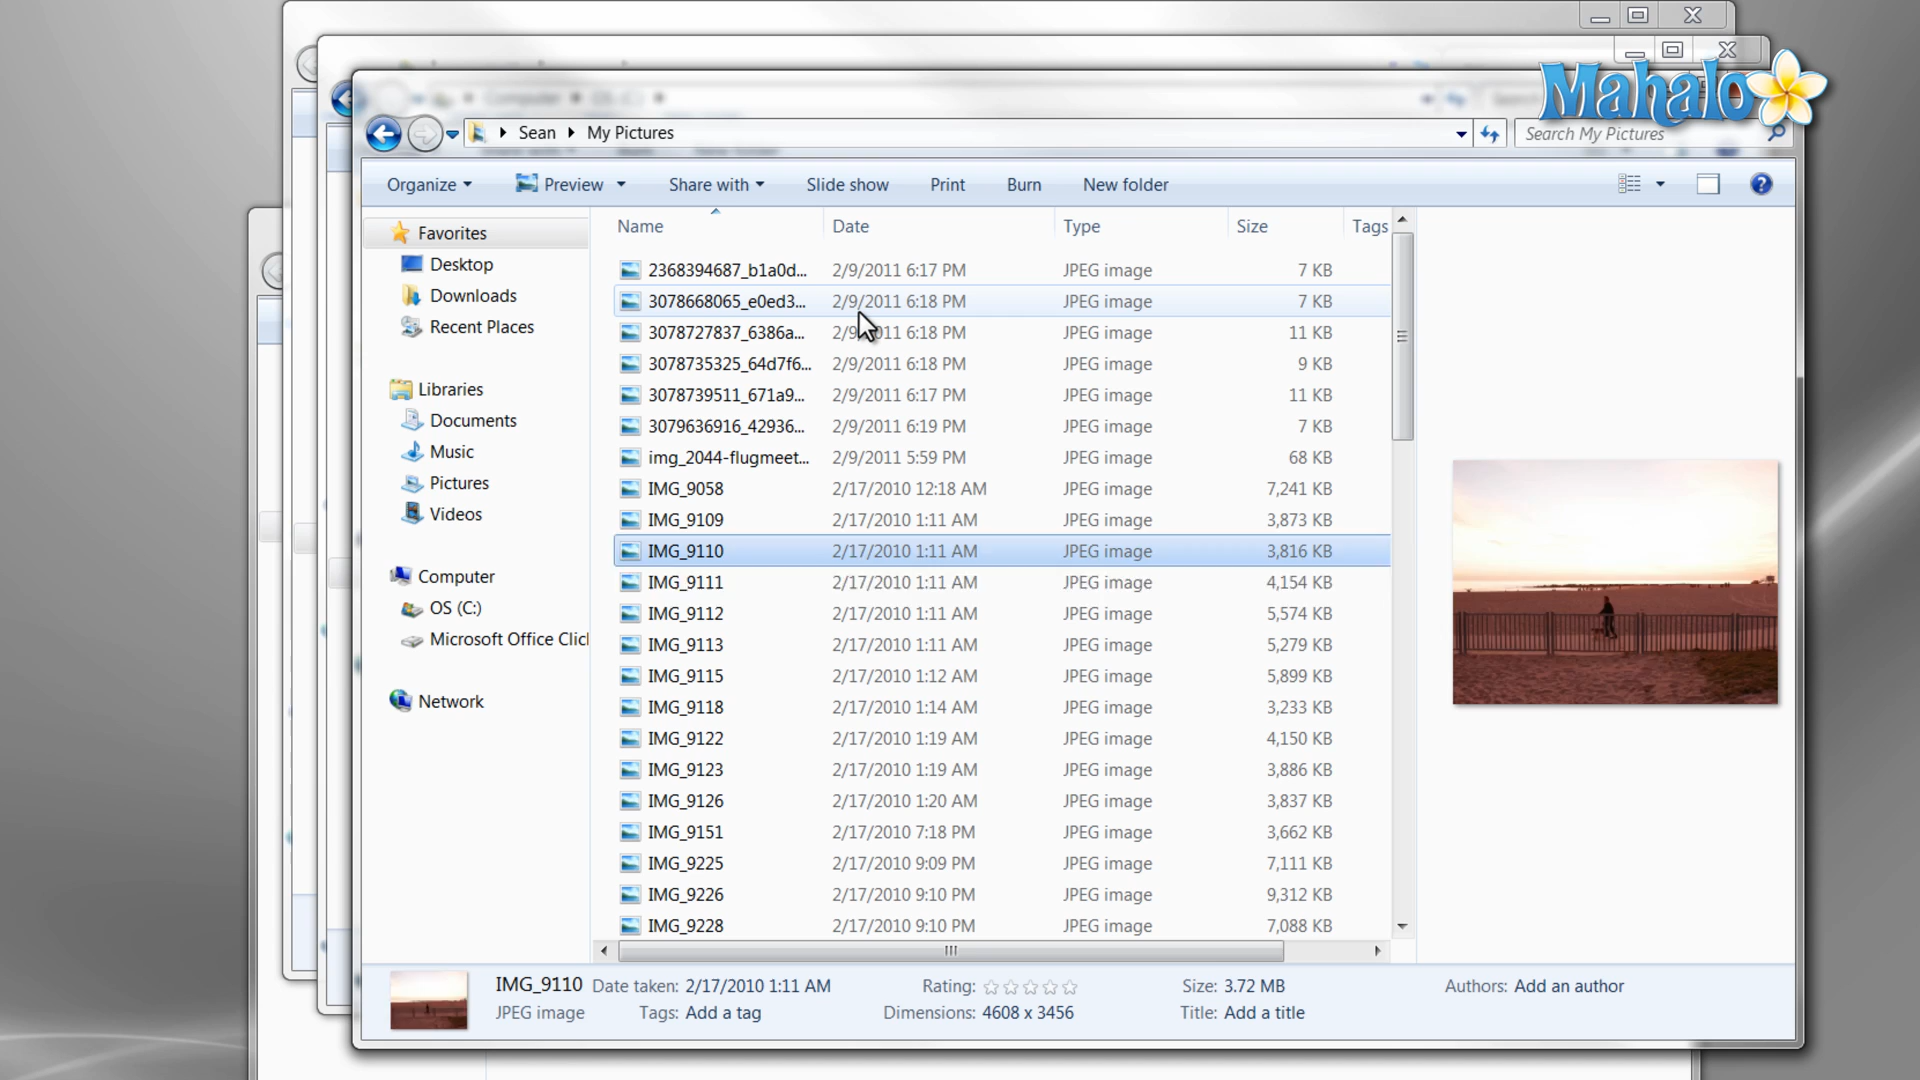 Mahalo
Sean My Pictures
Search My Pictures
Organize Preview Share with Slide show Print Burn New folder
Name Date Type Size Tags
Favorites
Desktop
Downloads
Recent Places
Libraries
Documents
Music
Pictures
Videos
Computer
OS (C:)
Microsoft Office Clic
Network
2368394687_b1a0d... 2/9/2011 6:17 PM JPEG image 7 KB
3078668065_e0ed3... 2/9/2011 6:18 PM JPEG image 7 KB
3078727837_6386a... 2/9/2011 6:18 PM JPEG image 11 KB
3078735325_64d7f6... 2/9/2011 6:18 PM JPEG image 9 KB
3078739511_671a9... 2/9/2011 6:17 PM JPEG image 11 KB
3079636916_42936... 2/9/2011 6:19 PM JPEG image 7 KB
img_2044-flugmeet... 2/9/2011 5:59 PM JPEG image 68 KB
IMG_9058 2/17/2010 12:18 AM JPEG image 7,241 KB
IMG_9109 2/17/2010 1:11 AM JPEG image 3,873 KB
IMG_9110 2/17/2010 1:11 AM JPEG image 3,816 KB
IMG_9111 2/17/2010 1:11 AM JPEG image 4,154 KB
IMG_9112 2/17/2010 1:11 AM JPEG image 5,574 KB
IMG_9113 2/17/2010 1:11 AM JPEG image 5,279 KB
IMG_9115 2/17/2010 1:12 AM JPEG image 5,899 KB
IMG_9118 2/17/2010 1:14 AM JPEG image 3,233 KB
IMG_9122 2/17/2010 1:19 AM JPEG image 4,150 KB
IMG_9123 2/17/2010 1:19 AM JPEG image 3,886 KB
IMG_9126 2/17/2010 1:20 AM JPEG image 3,837 KB
IMG_9151 2/17/2010 7:18 PM JPEG image 3,662 KB
IMG_9225 2/17/2010 9:09 PM JPEG image 7,111 KB
IMG_9226 2/17/2010 9:10 PM JPEG image 9,312 KB
IMG_9228 2/17/2010 9:10 PM JPEG image 7,088 KB
IMG_9110 Date taken: 2/17/2010 1:11 AM Rating: Size: 3.72 MB Authors: Add an author
JPEG image Tags: Add a tag Dimensions: 4608 x 3456 Title: Add a title